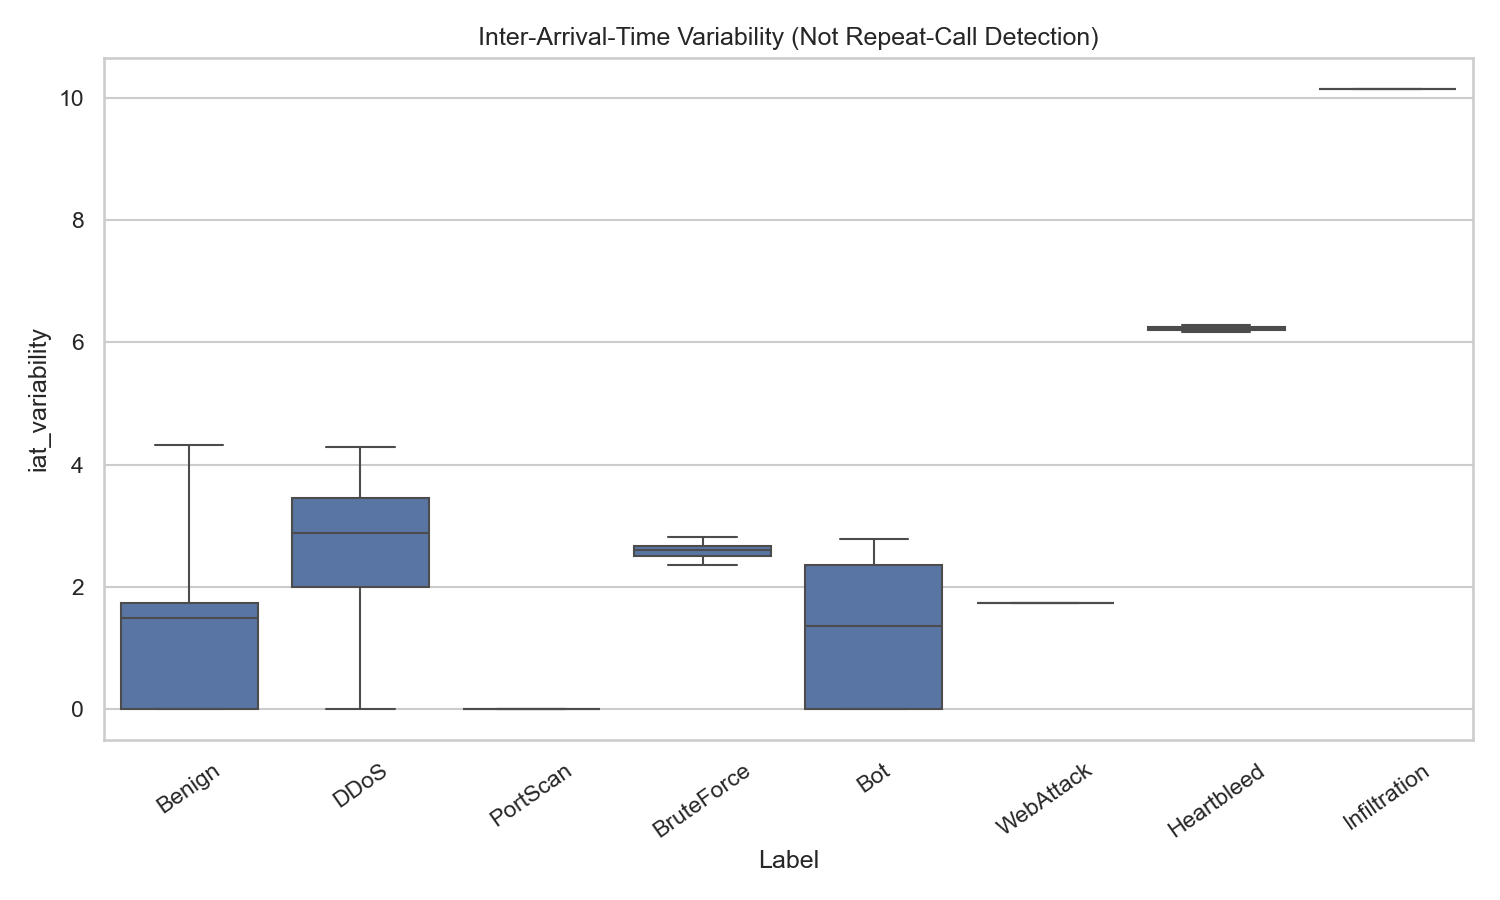 Inter-Arrival-Time Variability (Not Repeat-Call Detection)
iat_variability
10
8
6
4
2
0
Benign
DDoS
PortScan
BruteForce
Bot
WebAttack
Heartbleed
Infiltration
Label